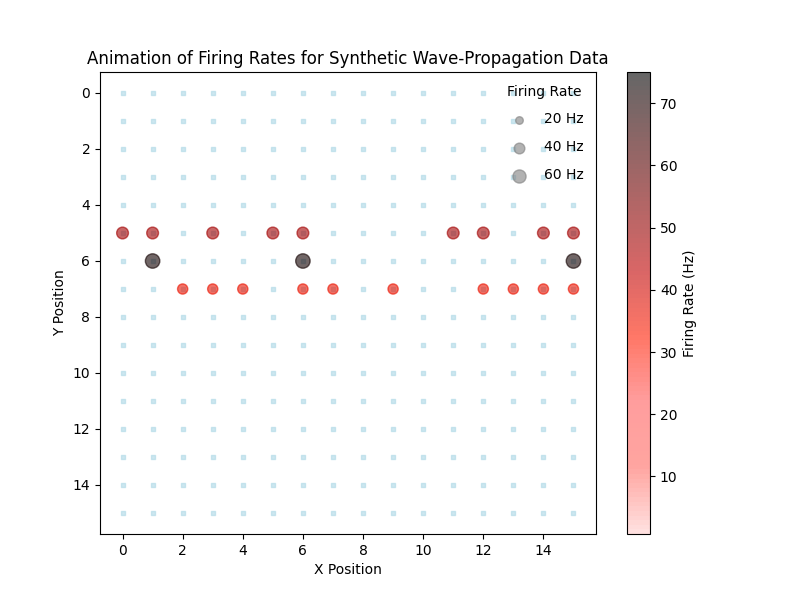 Animation of Firing Rates for Synthetic Wave-Propagation Data
Firing Rate
20 Hz
40 Hz
60 Hz
0
2
4
6
8
10
12
14
Y Position
0 2 4 6 8 10 12 14
X Position
70
60
50
40
30
20
10
Firing Rate (Hz)